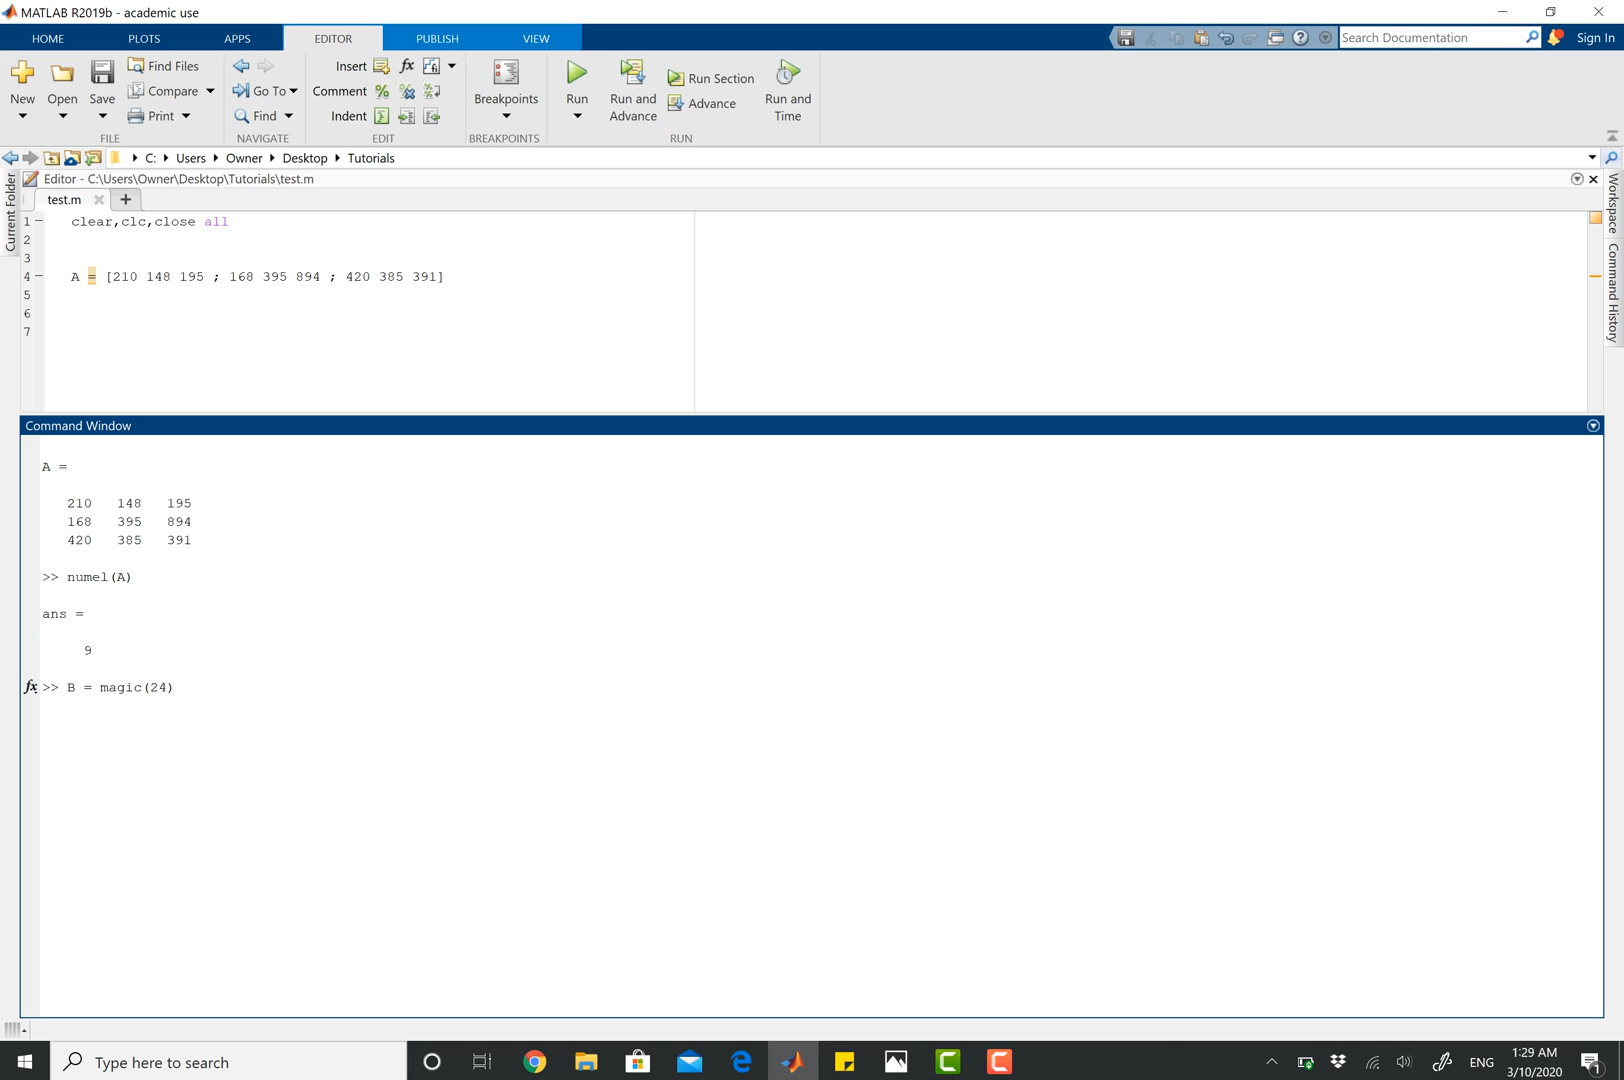 MATLAB R2019b - academic use
HOME PLOTS APPS EDITOR PUBLISH VIEW Search Documentation Sign In
New Open Save Find Files Compare Print FILE
Go To Find NAVIGATE
Insert fx Comment Indent EDIT
Breakpoints BREAKPOINTS
Run Run and Advance Run Section Advance Run and Time RUN
C: Users Owner Desktop Tutorials
Current Folder
Editor - C:\Users\Owner\Desktop\Tutorials\test.m
test.m
Workspace
Command History
1 clear,clc,close all
2
3
4 A = [210 148 195 ; 168 395 894 ; 420 385 391]
5
6
7
Command Window
A =
210 148 195
168 395 894
420 385 391
>> numel(A)
ans =
9
fx >> B = magic(24)
Type here to search
ENG
1:29 AM
3/10/2020
1